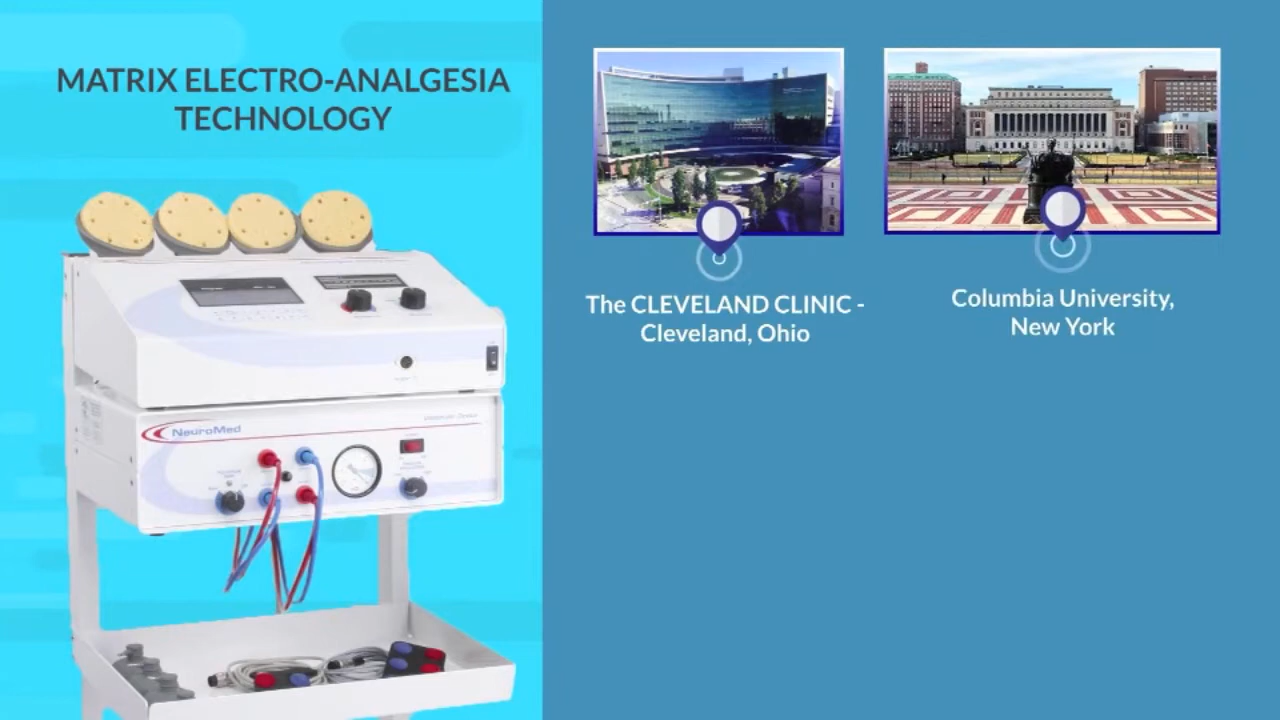 MATRIX ELECTRO-ANALGESIA
TECHNOLOGY
NeuroMed
The CLEVELAND CLINIC -
Cleveland, Ohio
Columbia University,
New York